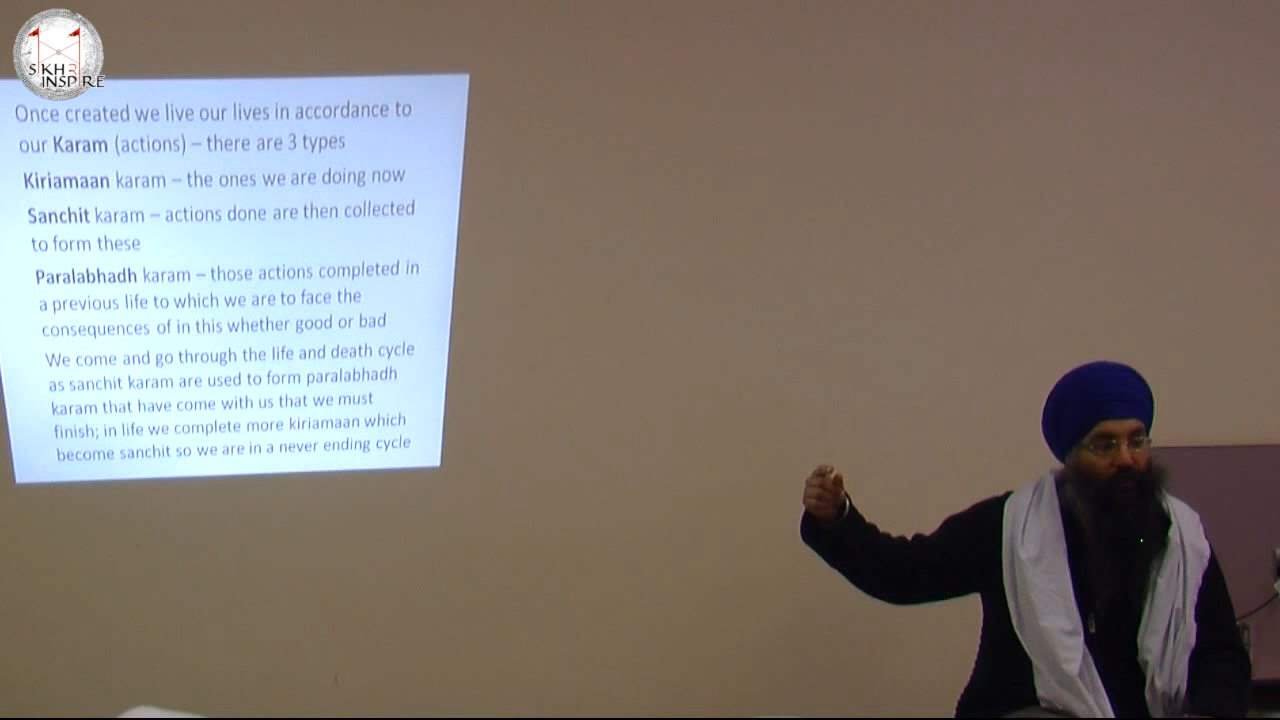 SIKH2
INSPIRE
Once created we live our lives in accordance to
our Karam (actions) – there are 3 types
Kiriamaan karam – the ones we are doing now
Sanchit karam – actions done are then collected
to form these
Paralabhadh karam – those actions completed in
a previous life to which we are to face the
consequences of in this whether good or bad
We come and go through the life and death cycle
as sanchit karam are used to form paralabhadh
karam that have come with us that we must
finish; in life we complete more kiriamaan which
become sanchit so we are in a never ending cycle